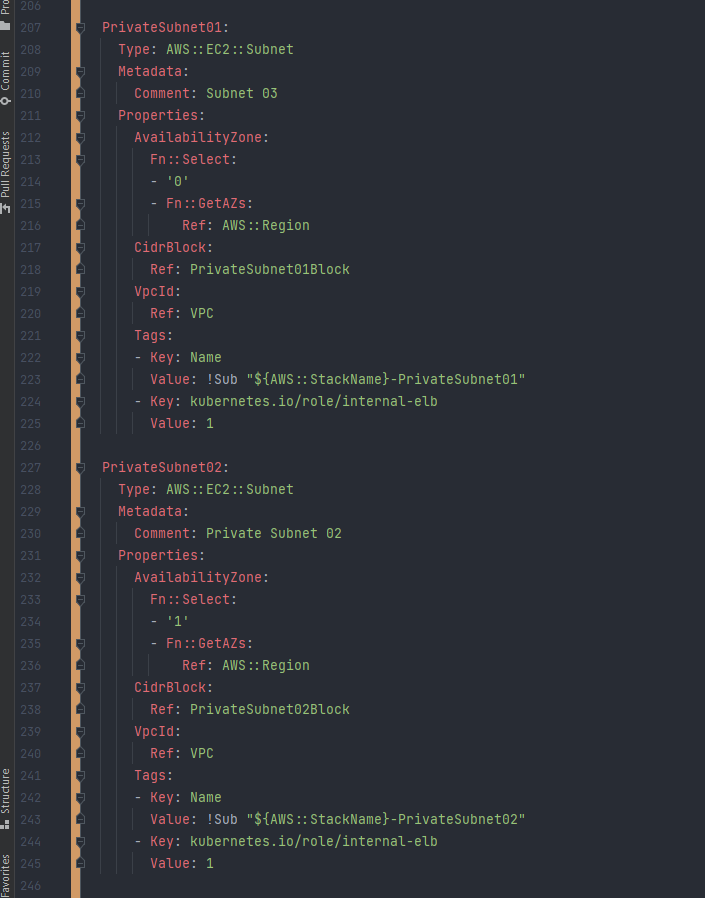 Pro
Commit
Pull Requests
Structure
Favorites
206
207 PrivateSubnet01:
208 Type: AWS::EC2::Subnet
209 Metadata:
210 Comment: Subnet 03
211 Properties:
212 AvailabilityZone:
213 Fn::Select:
214 - '0'
215 - Fn::GetAZs:
216 Ref: AWS::Region
217 CidrBlock:
218 Ref: PrivateSubnet01Block
219 VpcId:
220 Ref: VPC
221 Tags:
222 - Key: Name
223 Value: !Sub "${AWS::StackName}-PrivateSubnet01"
224 - Key: kubernetes.io/role/internal-elb
225 Value: 1
226
227 PrivateSubnet02:
228 Type: AWS::EC2::Subnet
229 Metadata:
230 Comment: Private Subnet 02
231 Properties:
232 AvailabilityZone:
233 Fn::Select:
234 - '1'
235 - Fn::GetAZs:
236 Ref: AWS::Region
237 CidrBlock:
238 Ref: PrivateSubnet02Block
239 VpcId:
240 Ref: VPC
241 Tags:
242 - Key: Name
243 Value: !Sub "${AWS::StackName}-PrivateSubnet02"
244 - Key: kubernetes.io/role/internal-elb
245 Value: 1
246